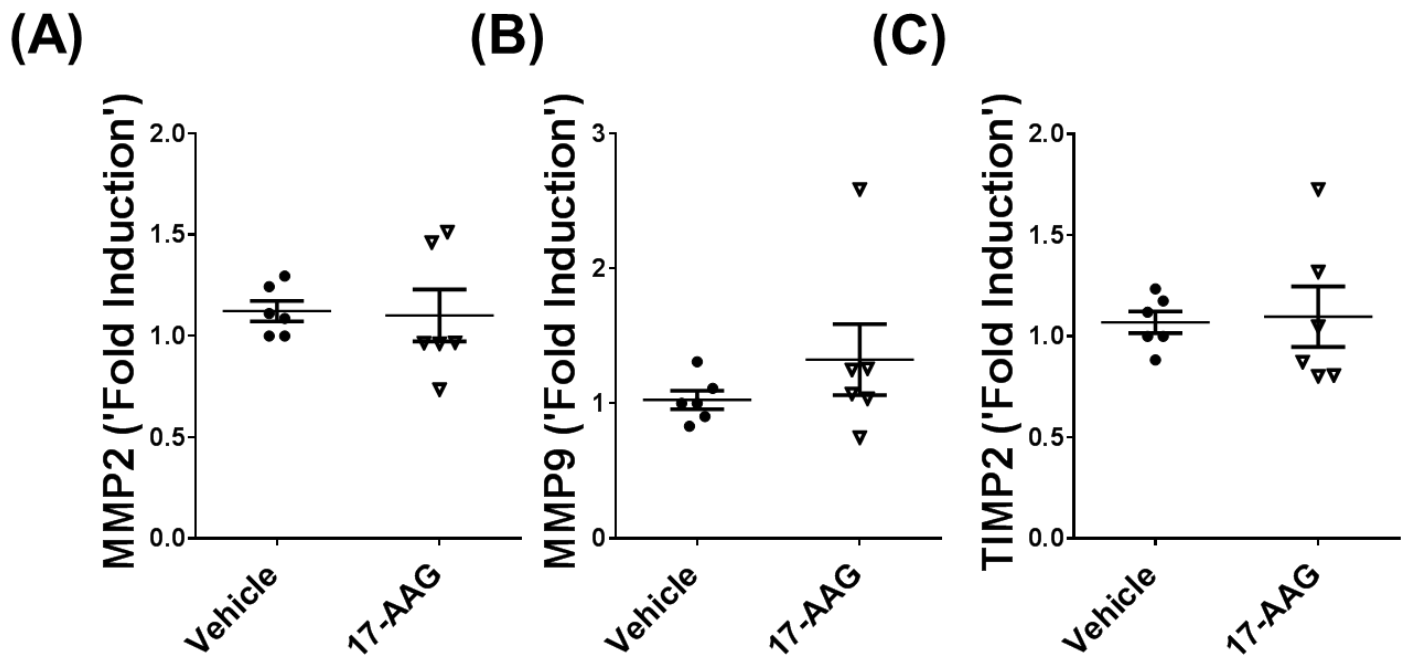 (A)
MMP2 ('Fold Induction')
2.0
1.5
1.0
0.5
0.0
Vehicle
17-AAG
(B)
MMP9 ('Fold Induction')
3
2
1
0
Vehicle
17-AAG
(C)
TIMP2 ('Fold Induction')
2.0
1.5
1.0
0.5
0.0
Vehicle
17-AAG